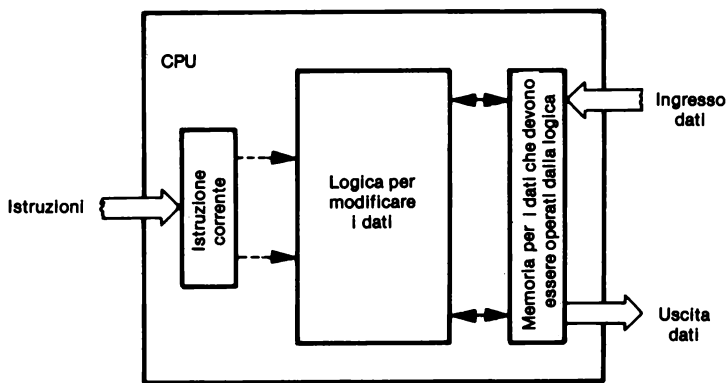 CPU
Istruzioni
Istruzione
corrente
Logica per
modificare
i dati
Memoria per i dati che devono
essere operati dalla logica
Ingresso
dati
Uscita
dati